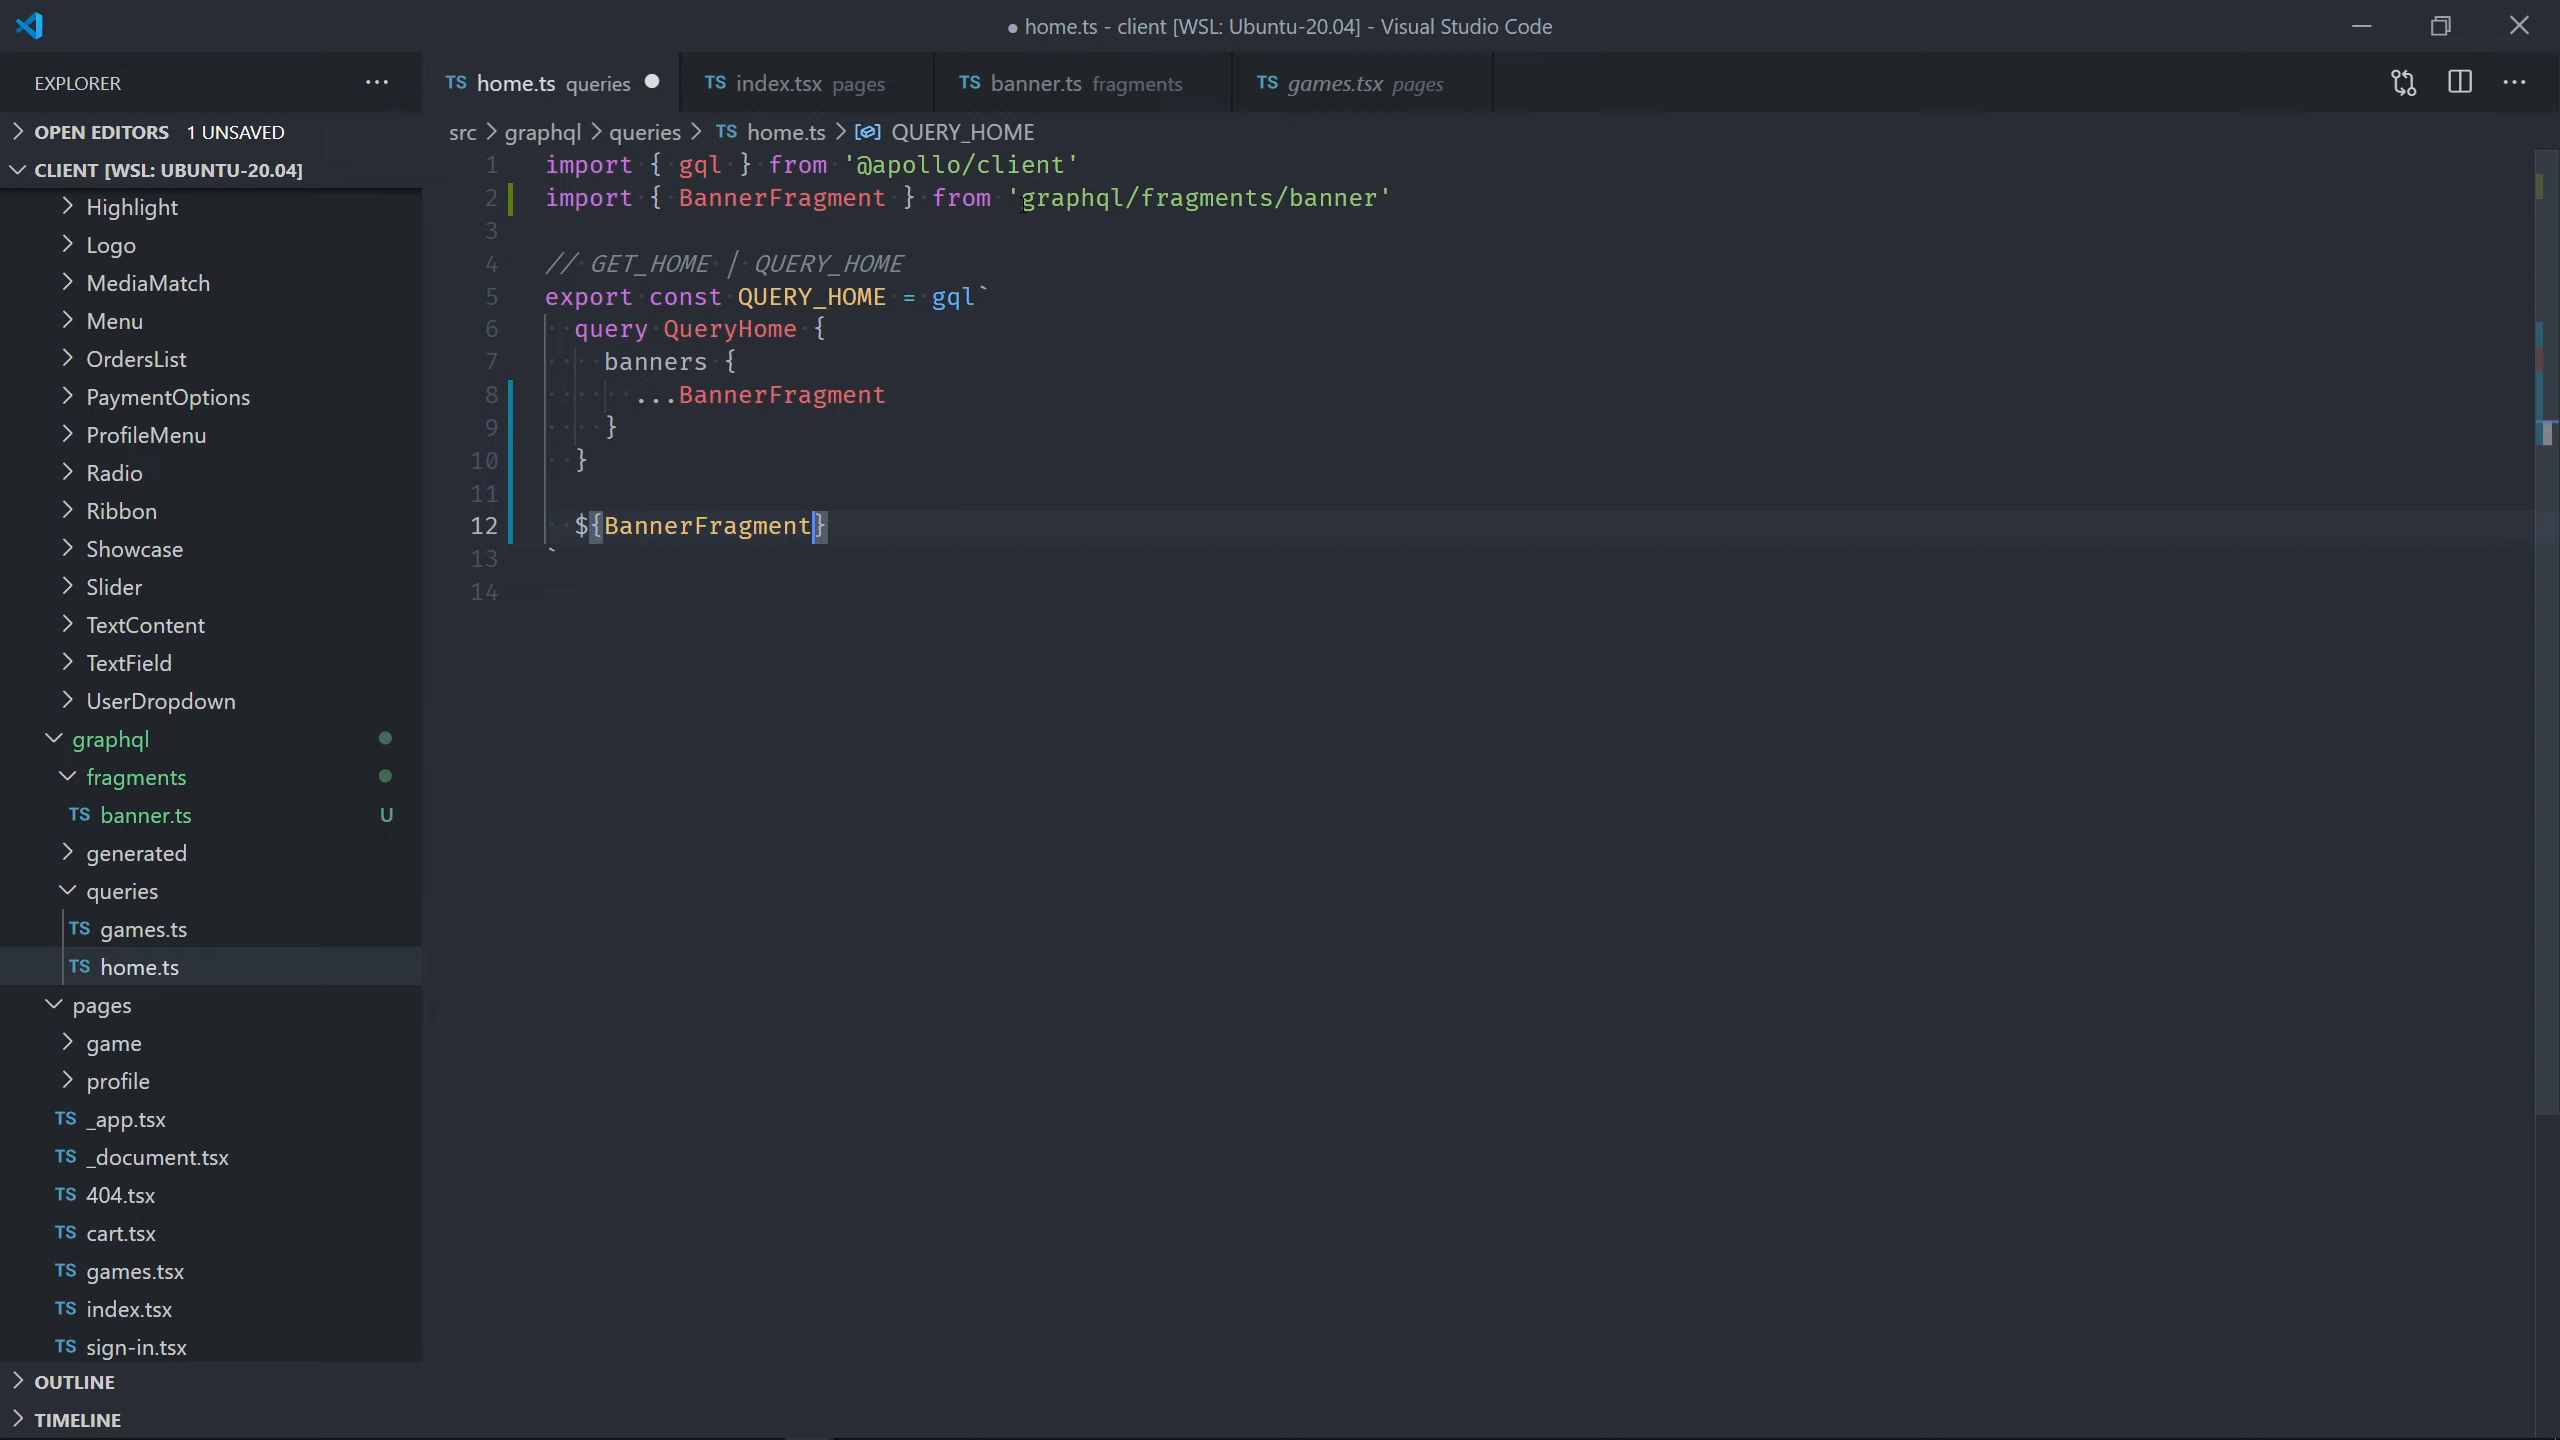 ● home.ts - client [WSL: Ubuntu-20.04] - Visual Studio Code
EXPLORER
OPEN EDITORS 1 UNSAVED
CLIENT [WSL: UBUNTU-20.04]
Highlight
Logo
MediaMatch
Menu
OrdersList
PaymentOptions
ProfileMenu
Radio
Ribbon
Showcase
Slider
TextContent
TextField
UserDropdown
graphql
fragments
TS banner.ts U
generated
queries
TS games.ts
TS home.ts
pages
game
profile
TS _app.tsx
TS _document.tsx
TS 404.tsx
TS cart.tsx
TS games.tsx
TS index.tsx
TS sign-in.tsx
OUTLINE
TIMELINE
TS home.ts queries ● TS index.tsx pages TS banner.ts fragments TS games.tsx pages
src > graphql > queries > TS home.ts > QUERY_HOME
1 import { gql } from '@apollo/client'
2 import { BannerFragment } from 'graphql/fragments/banner'
3
4 // GET_HOME | QUERY_HOME
5 export const QUERY_HOME = gql`
6 query QueryHome {
7 banners {
8 ...BannerFragment
9 }
10 }
11
12 ${BannerFragment}
13 `
14